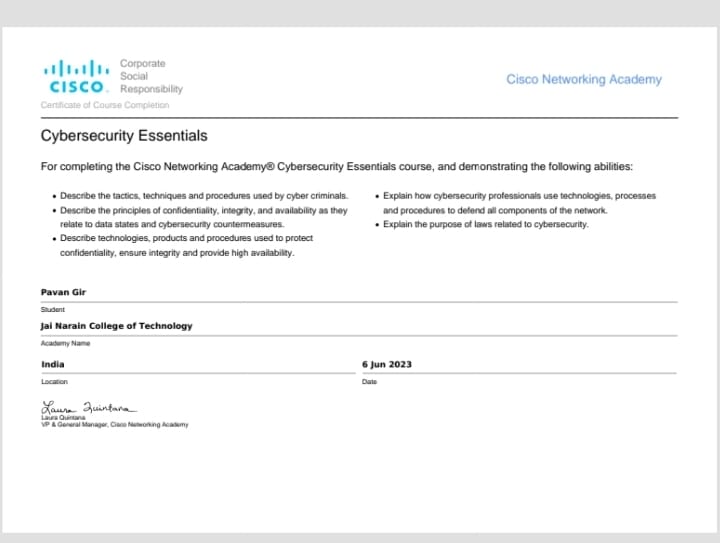 CISCO.
Corporate
Social
Responsibility
Cisco Networking Academy
Certificate of Course Completion
Cybersecurity Essentials
For completing the Cisco Networking Academy® Cybersecurity Essentials course, and demonstrating the following abilities:
• Describe the tactics, techniques and procedures used by cyber criminals.
• Describe the principles of confidentiality, integrity, and availability as they
relate to data states and cybersecurity countermeasures.
• Describe technologies, products and procedures used to protect
confidentiality, ensure integrity and provide high availability.
• Explain how cybersecurity professionals use technologies, processes
and procedures to defend all components of the network.
• Explain the purpose of laws related to cybersecurity.
Pavan Gir
Student
Jai Narain College of Technology
Academy Name
India
Location
6 Jun 2023
Date
Laura Quintana
Laura Quintana
VP & General Manager, Cisco Networking Academy